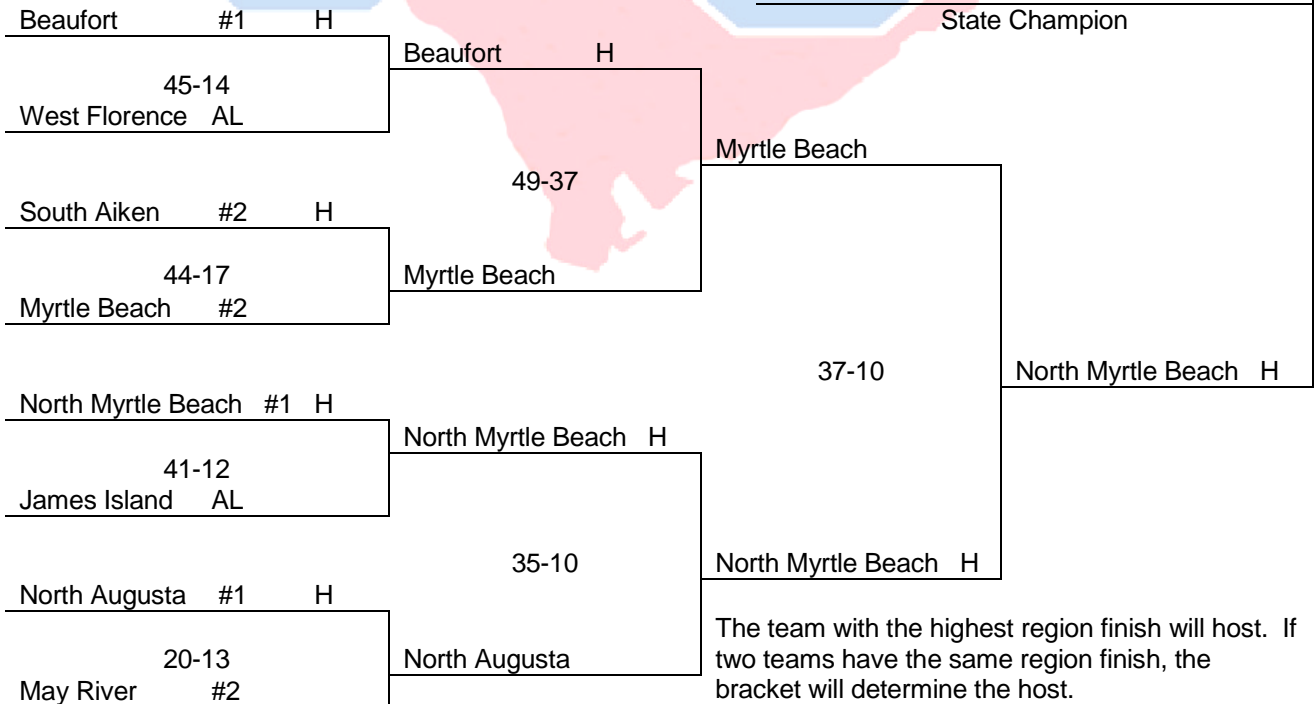 Beaufort #1 H
State Champion
Beaufort H
45-14
West Florence AL
Myrtle Beach
49-37
South Aiken #2 H
44-17
Myrtle Beach
Myrtle Beach #2
37-10
North Myrtle Beach H
North Myrtle Beach #1 H
North Myrtle Beach H
41-12
James Island AL
35-10
North Myrtle Beach H
North Augusta #1 H
The team with the highest region finish will host. If
two teams have the same region finish, the
bracket will determine the host.
20-13
North Augusta
May River #2